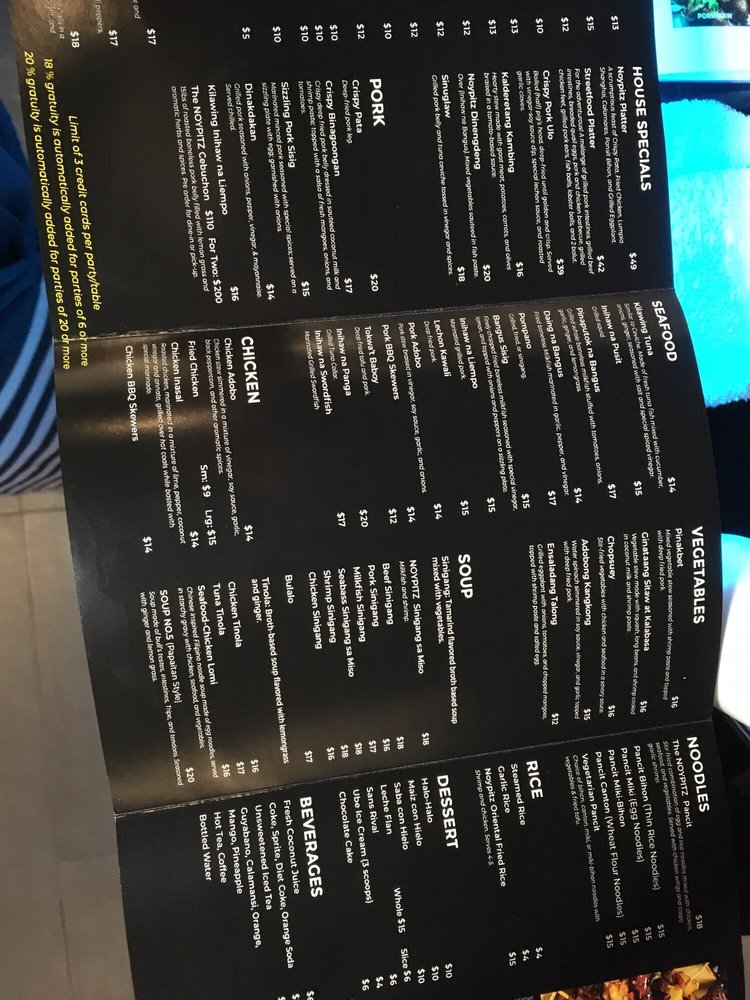 $13
$15
$12
$10
$13
$13
$12
$12
$12
$10
$12
$10
$10
$10
$10
$5
$17
$17
$18
HOUSE SPECIALS
Noypitz Platter $49
A scrumptious feast of Crispy Pata, Fried Chicken, Lumpia
Shanghai, Calamares, Pansit Bihon, and Grilled Eggplant.
Streetfood Platter $42
For the adventurous! A mélange of grilled pork intestines, grilled beef
intestines, breaded quail eggs, pork and chicken barbecue, grilled
chicken feet, grilled pork ears, fish balls, lobster balls, and 2 balut.
Crispy Pork Ulo $39
Boiled (half) pig's head, deep-fried until golden and crisp. Served
with vinegar-soy sauce dip, special lechon sauce, and roasted
garlic cloves.
Kalderetang Kambing $16
Hearty stew made with goat meat, potatoes, carrots, and olives
braised in a tomato-based sauce.
Noypitz Dinengdeng $20
Over (Inihaw na Bangus). Mixed vegetables sauteed in fish paste.
Sinuglaw $18
Grilled pork belly and tuna ceviche tossed in vinegar and spices.
PORK
Crispy Pata $20
Deep-fried pork leg.
Crispy Binagoongan $17
Crispy deep fried pork belly dressed in sautéed coconut milk and
shrimp paste; topped with a salsa of fresh mangoes, onions, and
tomatoes.
Sizzling Pork Sisig $15
Marinated minced pork seasoned with special spices; served on a
sizzling plate with egg; garnished with onions.
Dinakdakan $14
Grilled pork seasoned with onions, pepper, vinegar, & mayonnaise.
Served chilled.
Kilawing Inihaw na Liempo $16
The NOYPITZ Cebuchon $110 For Two: $200
15lbs of roasted boneless pork belly filled with lemon grass and
aromatic herbs and spices. Pre order for dine-in or pick-up.
Limit of 3 credit cards per party/table
18 % gratuity is automatically added for parties of 6 or more
20 % gratuity is automatically added for parties of 20 or more
SEAFOOD
Kilawing Tuna $14
Similar to Ceviche. Made of fresh tuna fish mixed with cucumber,
onions, ginger; seasoned with salt and special spiced vinegar.
Inihaw na Pusit $15
Grilled squid.
Pinaputok na Bangus $17
Grilled whole boneless milkfish stuffed with tomatoes, onions,
garlic, ginger, and lemongrass.
Daing na Bangus $14
Fried boneless Milkfish marinated in garlic, pepper, and vinegar.
Pompano $17
Grilled, fried, or sinigang.
Bangus Sisig $15
Finely chopped fried boneless milkfish seasoned with special vinegar,
lemon, and topped with onions and peppers on a sizzling plate.
Inihaw na Liempo $15
Marinated grilled pork.
Lechon Kawali $15
Deep fried pork.
Pork Adobo $14
Pork stew braised in vinegar, soy sauce, garlic, and onions.
Pork BBQ Skewers $14
Tokwa't Baboy $12
Deep fried tofu and pork.
Inihaw na Panga $20
Grilled Tuna Collar.
Inihaw na Swordfish $17
Marinated Grilled Swordfish
CHICKEN
Chicken Adobo $14
Chicken stew simmered in a mixture of vinegar, soy sauce, garlic,
black peppercorn, and other aromatic spices.
Fried Chicken Sm: $9 Lrg: $15
Chicken Inasal $14
Roasted chicken, marinated in a mixture of lime, pepper, coconut
vinegar and annato, grilled over hot coals while basted with
special marinade.
Chicken BBQ Skewers $14
VEGETABLES
Pinakbet $16
Mixed vegetable stew seasoned with shrimp paste and topped
with deep fried pork.
Ginataang Sitaw at Kalabasa $16
Vegetable stew made with squash, long beans, and shrimp cooked
in coconut milk and shrimp paste.
Chopsuey $16
Stir-fried vegetables with chicken and seafood in a savory sauce.
Adobong Kangkong $15
Water spinach simmered in soy sauce, vinegar, and garlic topped
with deep fried pork.
Ensaladang Talong $12
Grilled eggplant with onions, tomatoes, and chopped mangoes,
topped with shrimp paste and salted egg.
SOUP
Sinigang: Tamarind flavored broth based soup
mixed with vegetables.
NOYPITZ Sinigang sa Miso $18
Milkfish and shrimp.
Beef Sinigang $18
Pork Sinigang $16
Milkfish Sinigang $17
Seabass Sinigang sa Miso $18
Shrimp Sinigang $18
Chicken Sinigang $16
Bulalo $17
Tinola: Broth-based soup flavored with lemongrass
and ginger.
Chicken Tinola $16
Tuna Tinola $17
Seafood-Chicken Lomi $16
Chinese inspired Filipino noodle soup made of egg noodles, served
in starchy gravy with chicken, seafood, and vegetables.
SOUP NO.5 (Papaitan Style) $20
Soup made of bull's testes, intestines, Tripe, and tendons. Seasoned
with ginger and lemon grass.
NOODLES
The NOYPITZ Pancit $18
Stir fried combination of egg and rice noodles mixed with chicken,
seafood, and vegetables. Served with chicken wings and crispy
garlic shrimp.
Pancit Bihon (Thin Rice Noodles) $15
Pancit Miki (Egg Noodles) $15
Pancit Miki-Bihon $15
Pancit Canton (Wheat Flour Noodles) $15
Vegetarian Pancit $15
Choice of bihon, canton, miki, or miki-bihon noodles with
vegetables & fried tofu.
RICE
Steamed Rice $4
Garlic Rice $4
Noypitz Oriental Fried Rice $15
Shrimp and chicken. Serves 4-5.
DESSERT
Halo-Halo $10
Maiz con Hielo $10
Saba con Hielo $10
Leche Flan Whole $15 Slice $6
Sans Rival $6
Ube Ice Cream (3 scoops) $4
Chocolate Cake $6
BEVERAGES
Fresh Coconut Juice
Coke, Sprite, Diet Coke, Orange Soda
Unsweetened Iced Tea
Guyabano, Calamansi, Orange,
Mango, Pineapple
Hot Tea, Coffee
Bottled Water